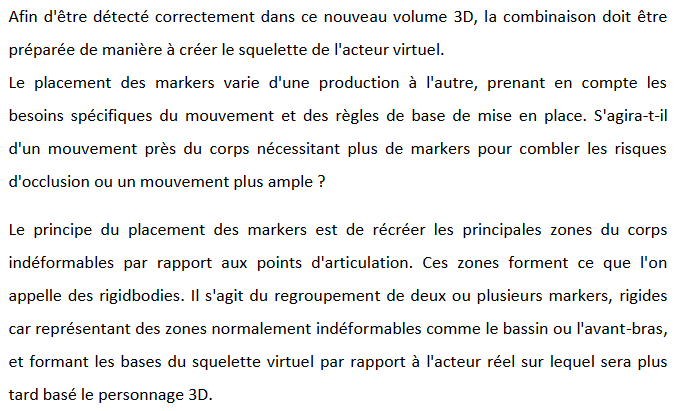 Afin d'être détecté correctement dans ce nouveau volume 3D, la combinaison doit être
préparée de manière à créer le squelette de l'acteur virtuel.
Le placement des markers varie d'une production à l'autre, prenant en compte les
besoins spécifiques du mouvement et des règles de base de mise en place. S'agira-t-il
d'un mouvement près du corps nécessitant plus de markers pour combler les risques
d'occlusion ou un mouvement plus ample ?
Le principe du placement des markers est de récréer les principales zones du corps
indéformables par rapport aux points d'articulation. Ces zones forment ce que l'on
appelle des rigidbodies. Il s'agit du regroupement de deux ou plusieurs markers, rigides
car représentant des zones normalement indéformables comme le bassin ou l'avant-bras,
et formant les bases du squelette virtuel par rapport à l'acteur réel sur lequel sera plus
tard basé le personnage 3D.